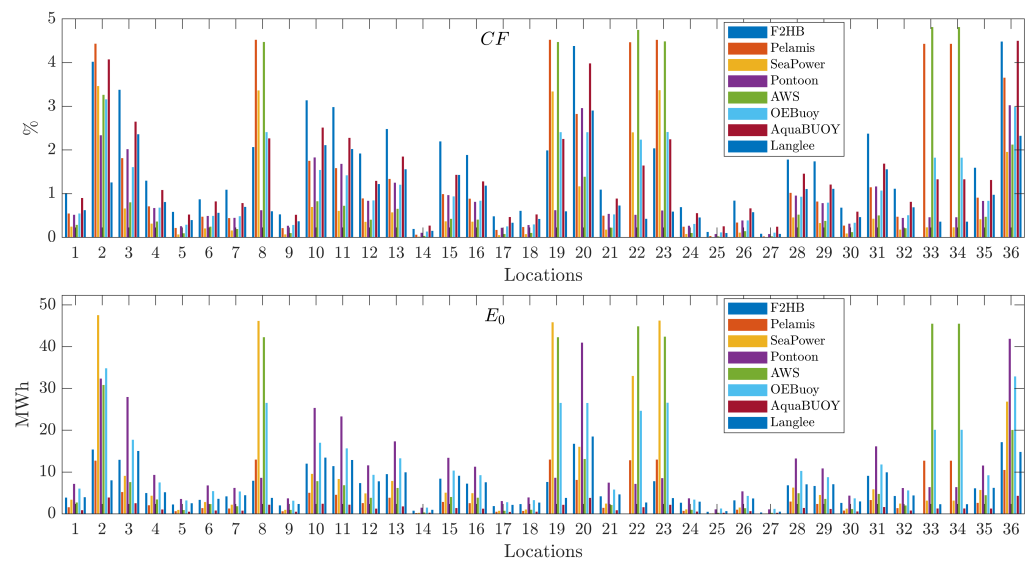 CF
5
4
3
2
1
0
%
F2HB
Pelamis
SeaPower
Pontoon
AWS
OEBuoy
AquaBUOY
Langlee
1 2 3 4 5 6 7 8 9 10 11 12 13 14 15 16 17 18 19 20 21 22 23 24 25 26 27 28 29 30 31 32 33 34 35 36
Locations
E0
50
40
30
20
10
0
MWh
F2HB
Pelamis
SeaPower
Pontoon
AWS
OEBuoy
AquaBUOY
Langlee
1 2 3 4 5 6 7 8 9 10 11 12 13 14 15 16 17 18 19 20 21 22 23 24 25 26 27 28 29 30 31 32 33 34 35 36
Locations